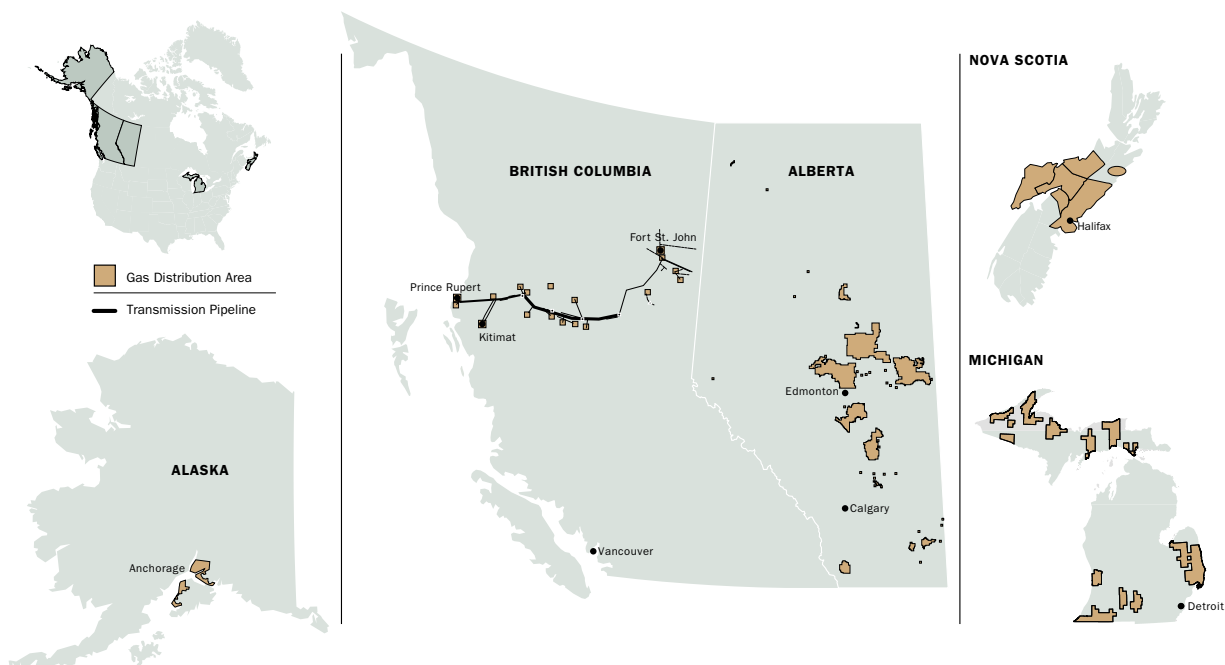 Gas Distribution Area
Transmission Pipeline
ALASKA
Anchorage
BRITISH COLUMBIA
ALBERTA
Fort St. John
Prince Rupert
Kitimat
Edmonton
Calgary
Vancouver
NOVA SCOTIA
Halifax
MICHIGAN
Detroit